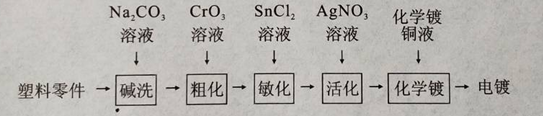 Na₂CO₃ CrO₃ SnCl₂ AgNO₃ 化学镀
溶液 溶液 溶液 溶液 铜液
塑料零件 → 碱洗 → 粗化 → 敏化 → 活化 → 化学镀 → 电镀